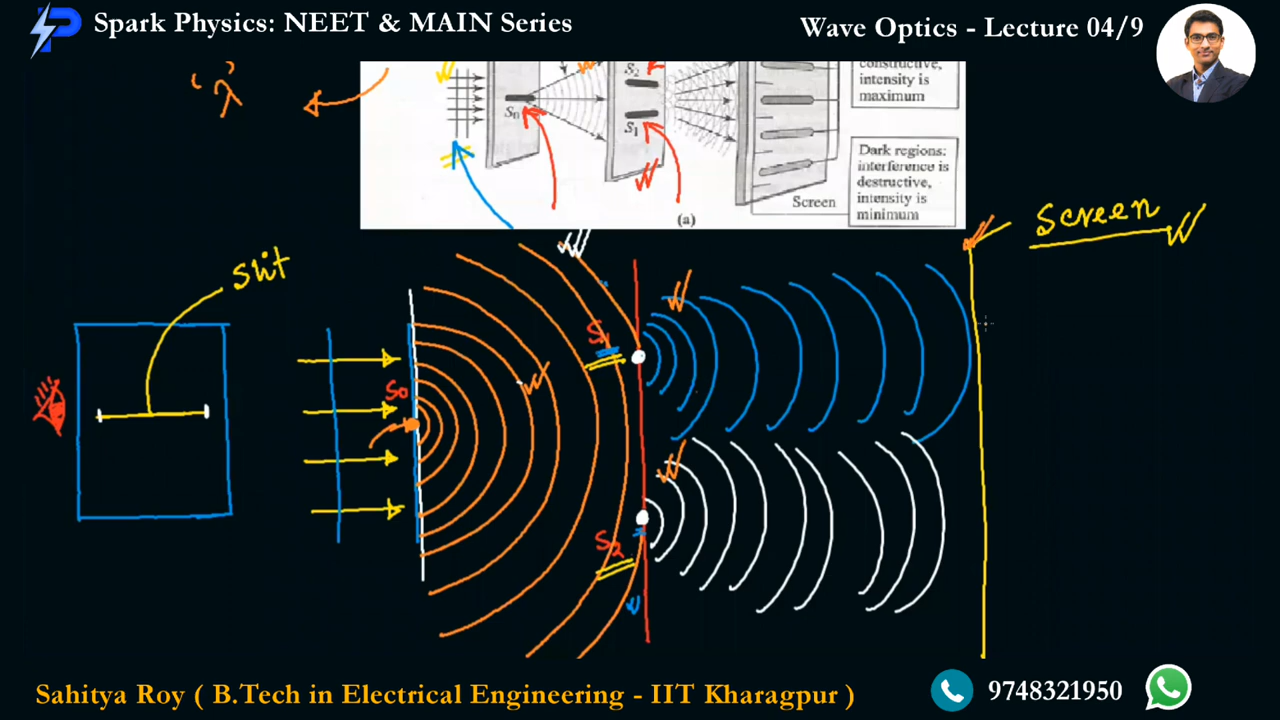 Spark Physics: NEET & MAIN Series
Wave Optics - Lecture 04/9
'λ'
S₂
S₀
S₁
constructive,
intensity is
maximum
Dark regions:
interference is
destructive,
intensity is
minimum
Screen
(a)
Screen
Slit
S₁
S₀
S₂
Sahitya Roy ( B.Tech in Electrical Engineering - IIT Kharagpur )
9748321950